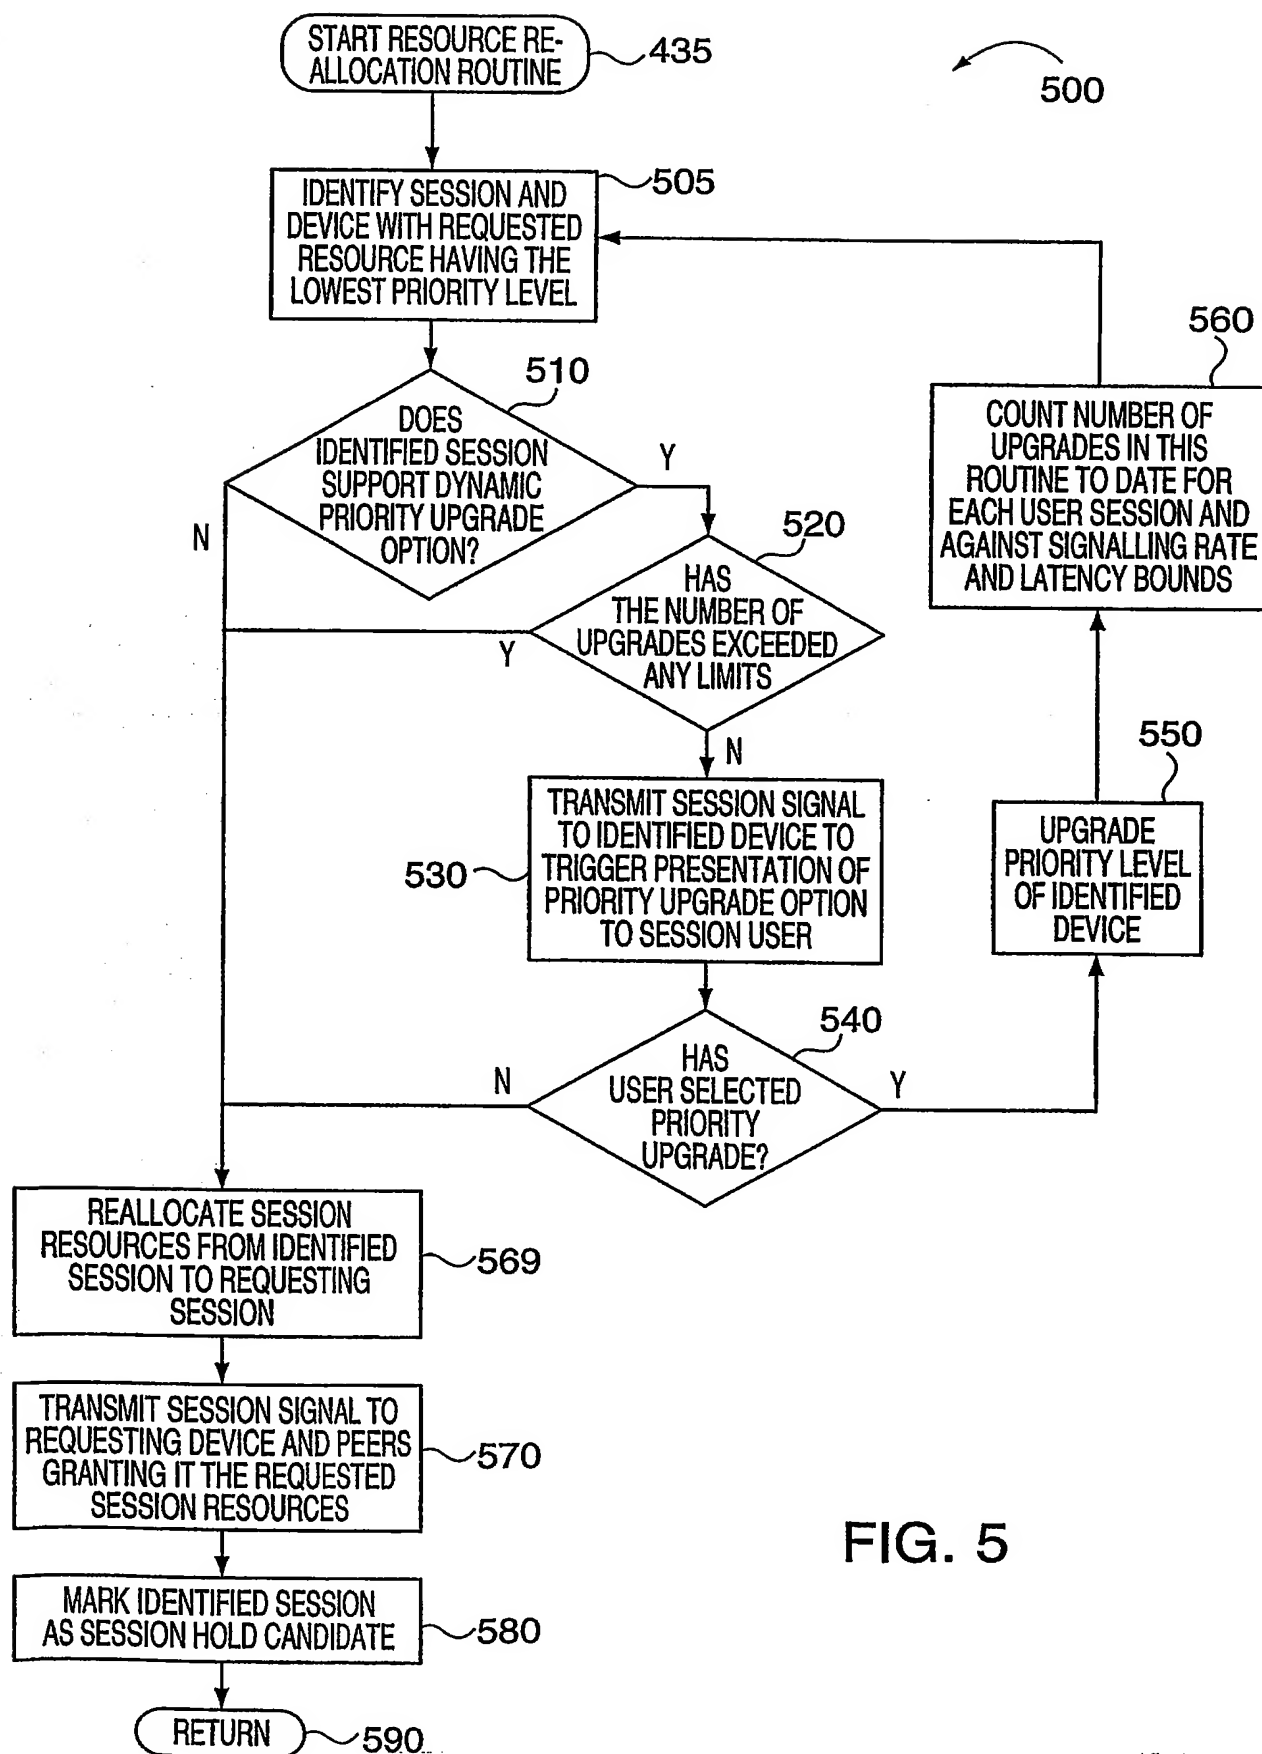 START RESOURCE RE-
ALLOCATION ROUTINE
435
500
IDENTIFY SESSION AND
DEVICE WITH REQUESTED
RESOURCE HAVING THE
LOWEST PRIORITY LEVEL
505
510
DOES
IDENTIFIED SESSION
SUPPORT DYNAMIC
PRIORITY UPGRADE
OPTION?
Y
N
520
HAS
THE NUMBER OF
UPGRADES EXCEEDED
ANY LIMITS
Y
N
560
COUNT NUMBER OF
UPGRADES IN THIS
ROUTINE TO DATE FOR
EACH USER SESSION AND
AGAINST SIGNALLING RATE
AND LATENCY BOUNDS
530
TRANSMIT SESSION SIGNAL
TO IDENTIFIED DEVICE TO
TRIGGER PRESENTATION OF
PRIORITY UPGRADE OPTION
TO SESSION USER
550
UPGRADE
PRIORITY LEVEL
OF IDENTIFIED
DEVICE
540
HAS
USER SELECTED
PRIORITY
UPGRADE?
N
Y
REALLOCATE SESSION
RESOURCES FROM IDENTIFIED
SESSION TO REQUESTING
SESSION
569
TRANSMIT SESSION SIGNAL TO
REQUESTING DEVICE AND PEERS
GRANTING IT THE REQUESTED
SESSION RESOURCES
570
MARK IDENTIFIED SESSION
AS SESSION HOLD CANDIDATE
580
RETURN
590
FIG. 5